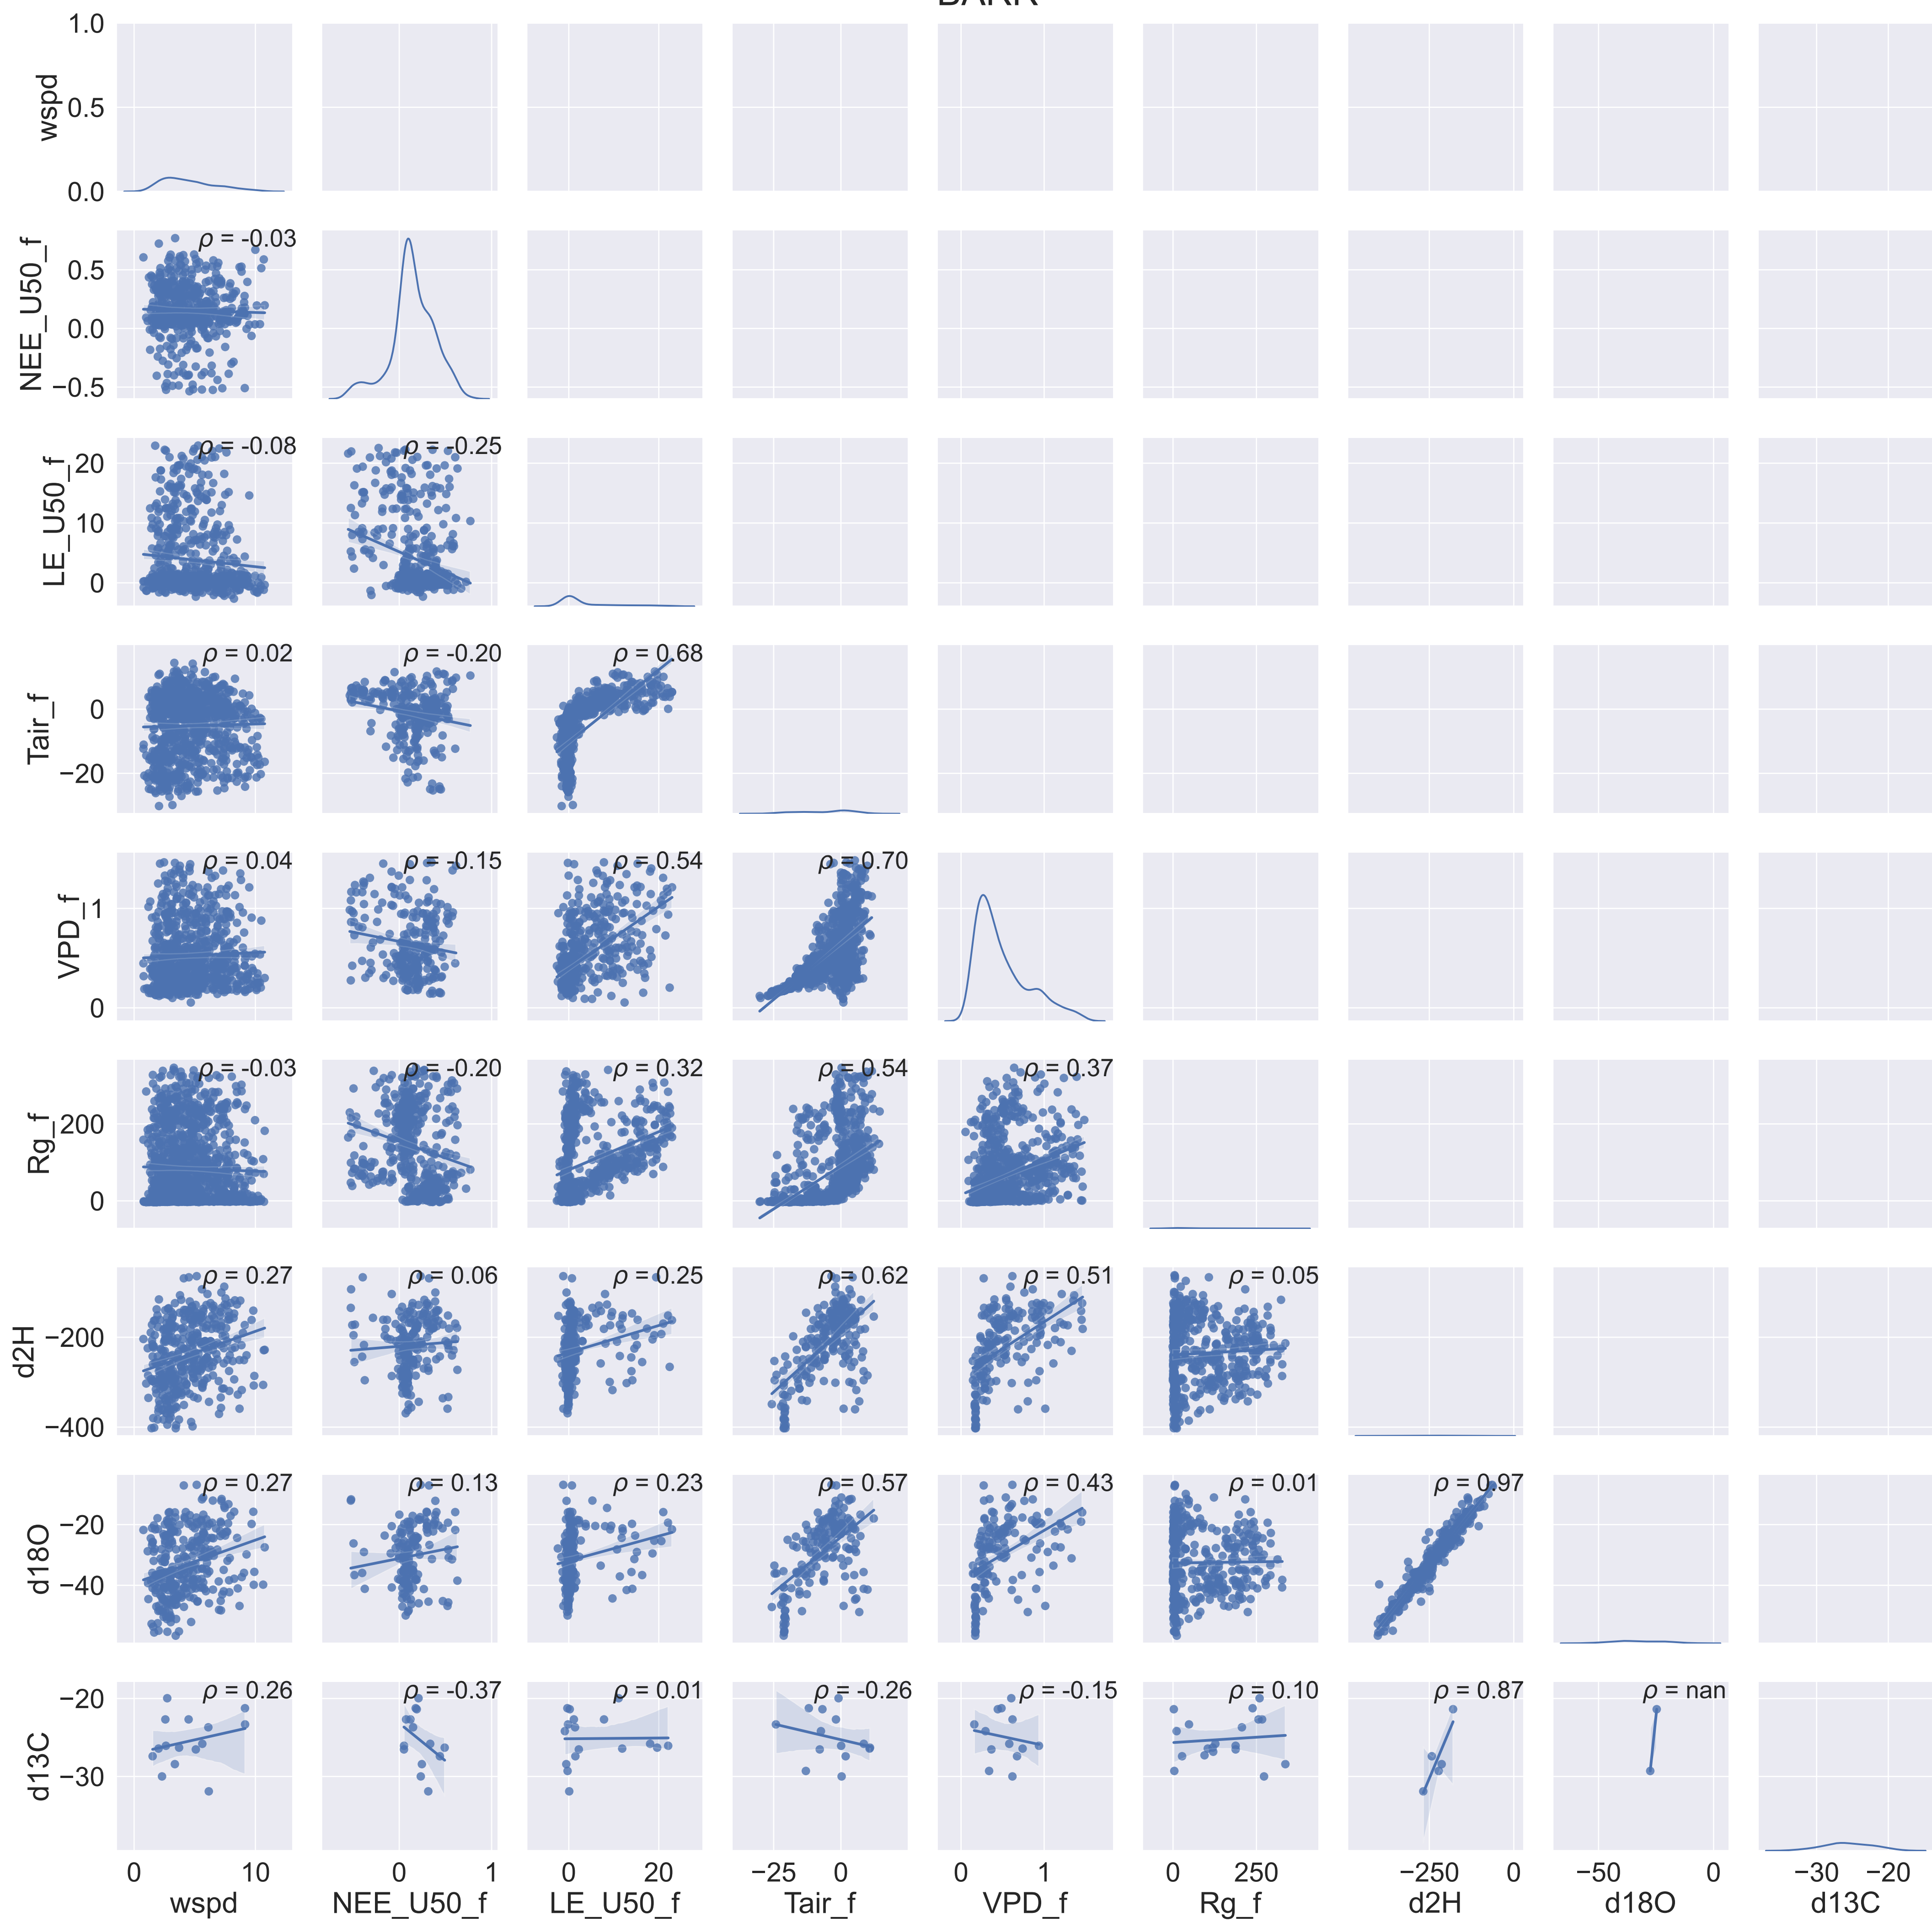 1.0
wspd
0.5
0.0
ρ = -0.03
NEE_U50_f
0.5
0.0
−0.5
ρ = -0.08 ρ = -0.25
LE_U50_f
20
10
0
ρ = 0.02 ρ = -0.20 ρ = 0.68
Tair_f
0
−20
ρ = 0.04 ρ = -0.15 ρ = 0.54 ρ = 0.70
VPD_f
1
0
ρ = -0.03 ρ = -0.20 ρ = 0.32 ρ = 0.54 ρ = 0.37
Rg_f
200
0
ρ = 0.27 ρ = 0.06 ρ = 0.25 ρ = 0.62 ρ = 0.51 ρ = 0.05
d2H
−200
−400
ρ = 0.27 ρ = 0.13 ρ = 0.23 ρ = 0.57 ρ = 0.43 ρ = 0.01 ρ = 0.97
d18O
−20
−40
ρ = 0.26 ρ = -0.37 ρ = 0.01 ρ = -0.26 ρ = -0.15 ρ = 0.10 ρ = 0.87 ρ = nan
d13C
−20
−30
0 10 0 1 0 20 −25 0 0 1 0 250 −250 0 −50 0 −30 −20
wspd NEE_U50_f LE_U50_f Tair_f VPD_f Rg_f d2H d18O d13C